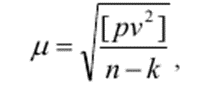 μ = √([pv²] / (n − k)) ,